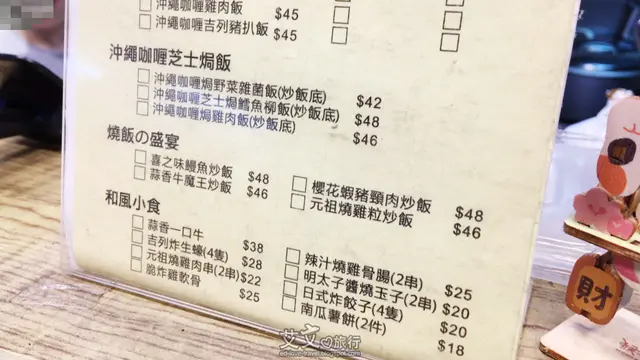 沖繩咖喱雞肉飯 $45
沖繩咖喱吉列豬扒飯 $45
沖繩咖喱芝士焗飯
沖繩咖喱焗野菜雜菌飯(炒飯底) $42
沖繩咖喱芝士焗鱈魚柳飯(炒飯底) $48
沖繩咖喱焗雞肉飯(炒飯底) $46
燒飯の盛宴
喜之味鰻魚炒飯 $48
蒜香牛魔王炒飯 $46
櫻花蝦豬頸肉炒飯 $48
元祖燒雞粒炒飯 $46
和風小食
蒜香一口牛 $38
吉列炸生蠔(4隻) $28
元祖燒雞肉串(2串) $22
脆炸雞軟骨 $25
辣汁燒雞骨腸(2串) $25
明太子醬燒玉子(2串) $20
日式炸餃子(4隻) $20
南瓜薯餅(2件) $18
財
艾文の旅行
ed-love-travel.blogspot.com